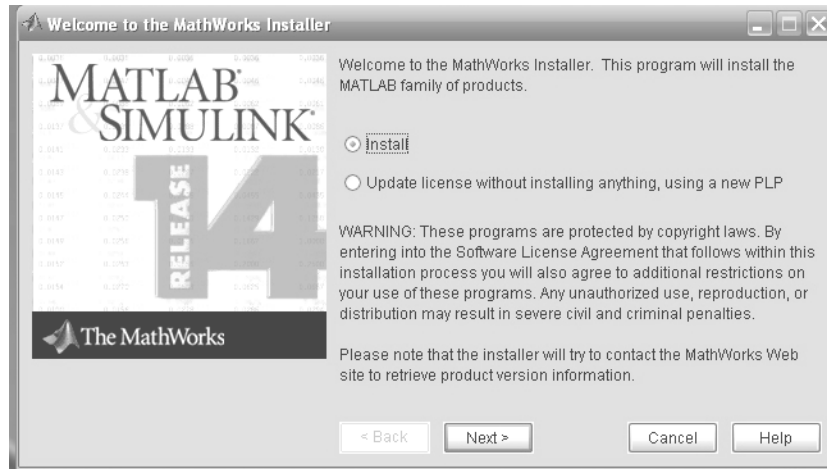 Welcome to the MathWorks Installer
MATLAB®
& SIMULINK®
RELEASE 14
The MathWorks
Welcome to the MathWorks Installer. This program will install the
MATLAB family of products.
Install
Update license without installing anything, using a new PLP
WARNING: These programs are protected by copyright laws. By
entering into the Software License Agreement that follows within this
installation process you will also agree to additional restrictions on
your use of these programs. Any unauthorized use, reproduction, or
distribution may result in severe civil and criminal penalties.
Please note that the installer will try to contact the MathWorks Web
site to retrieve product version information.
< Back
Next >
Cancel
Help